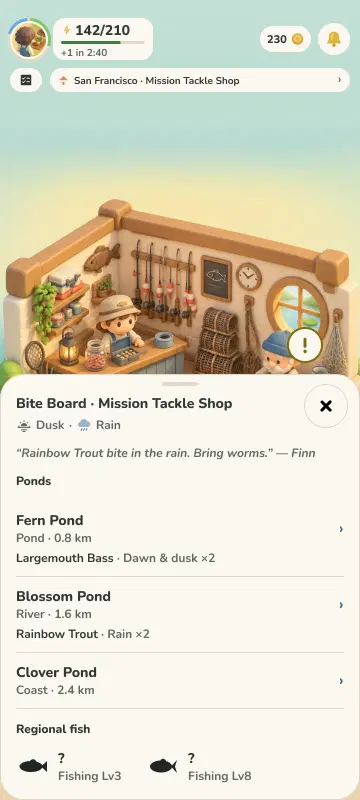 142/210
+1 in 2:40
230
San Francisco · Mission Tackle Shop ›
Bite Board · Mission Tackle Shop
Dusk · Rain
“Rainbow Trout bite in the rain. Bring worms.” — Finn
Ponds
Fern Pond
Pond · 0.8 km
Largemouth Bass · Dawn & dusk ×2
Blossom Pond
River · 1.6 km
Rainbow Trout · Rain ×2
Clover Pond
Coast · 2.4 km
Regional fish
? ?
Fishing Lv3 Fishing Lv8